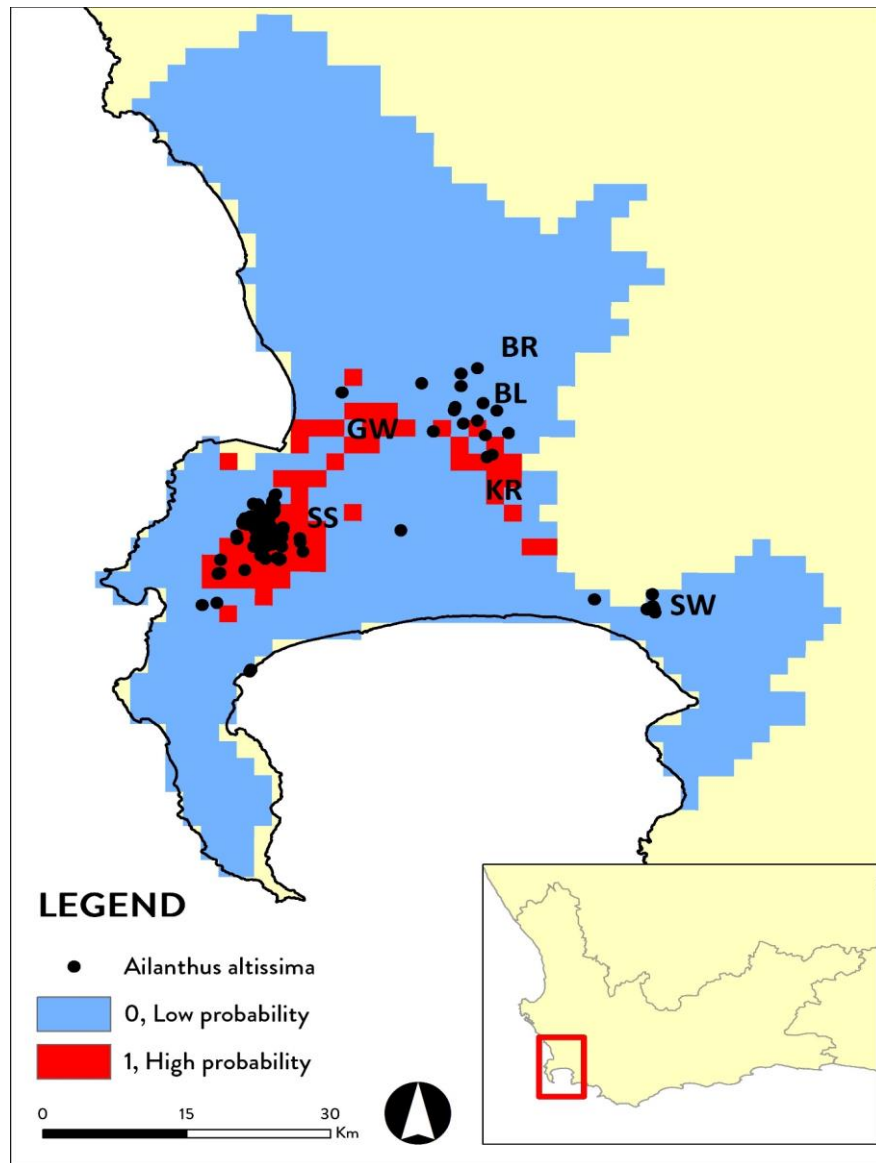 BR
BL
GW
KR
SS
SW
LEGEND
Ailanthus altissima
0, Low probability
1, High probability
0 15 30
Km